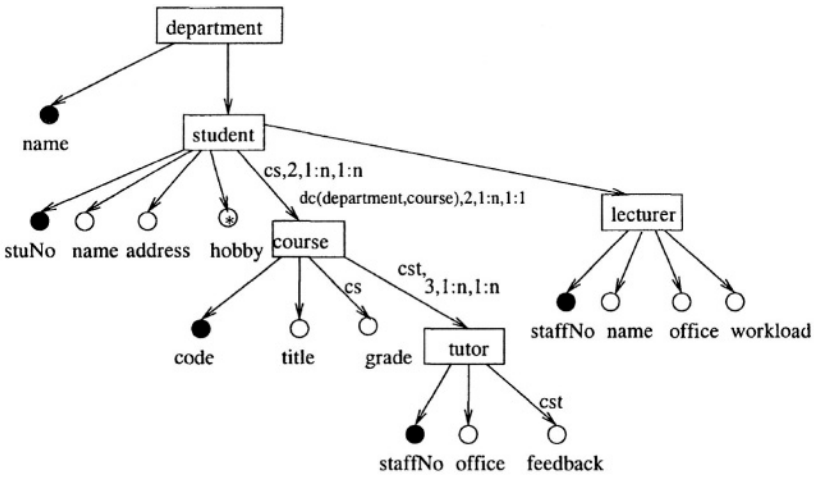 department
name
student
cs,2,1:n,1:n
dc(department,course),2,1:n,1:1
lecturer
stuNo name address hobby
*
course
cst,
3,1:n,1:n
cs
staffNo name office workload
code title grade
tutor
cst
staffNo office feedback